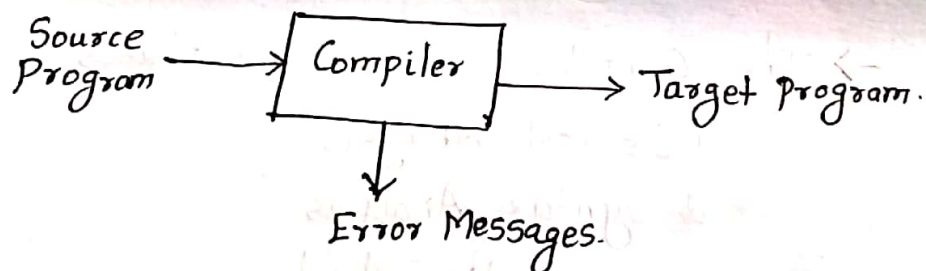 Source
Program
Compiler
Target Program.
Error Messages.